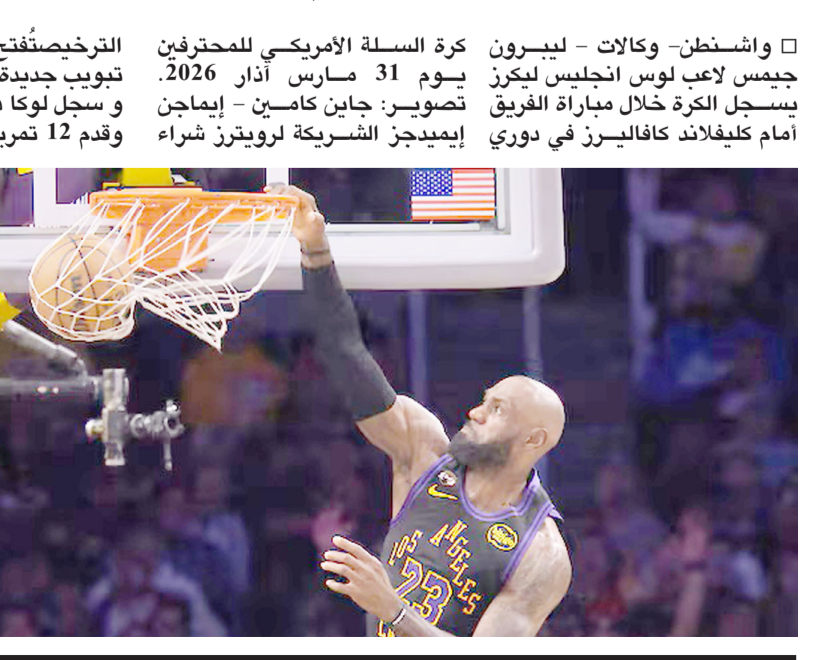 □ واشنطن– وكالات – ليبرون
جيمس لاعب لوس انجليس ليكرز
يسجل الكرة خلال مباراة الفريق
أمام كليفلاند كافاليرز في دوري
كرة السلة الأمريكي للمحترفين
يوم 31 مارس آذار 2026.
تصوير: جاين كامين – إيماجن
إيميدجز الشريكة لرويترز شراء
الترخيصتُفتح
تبويب جديدة
و سجل لوكا
وقدم 12
LOS ANGELES
23